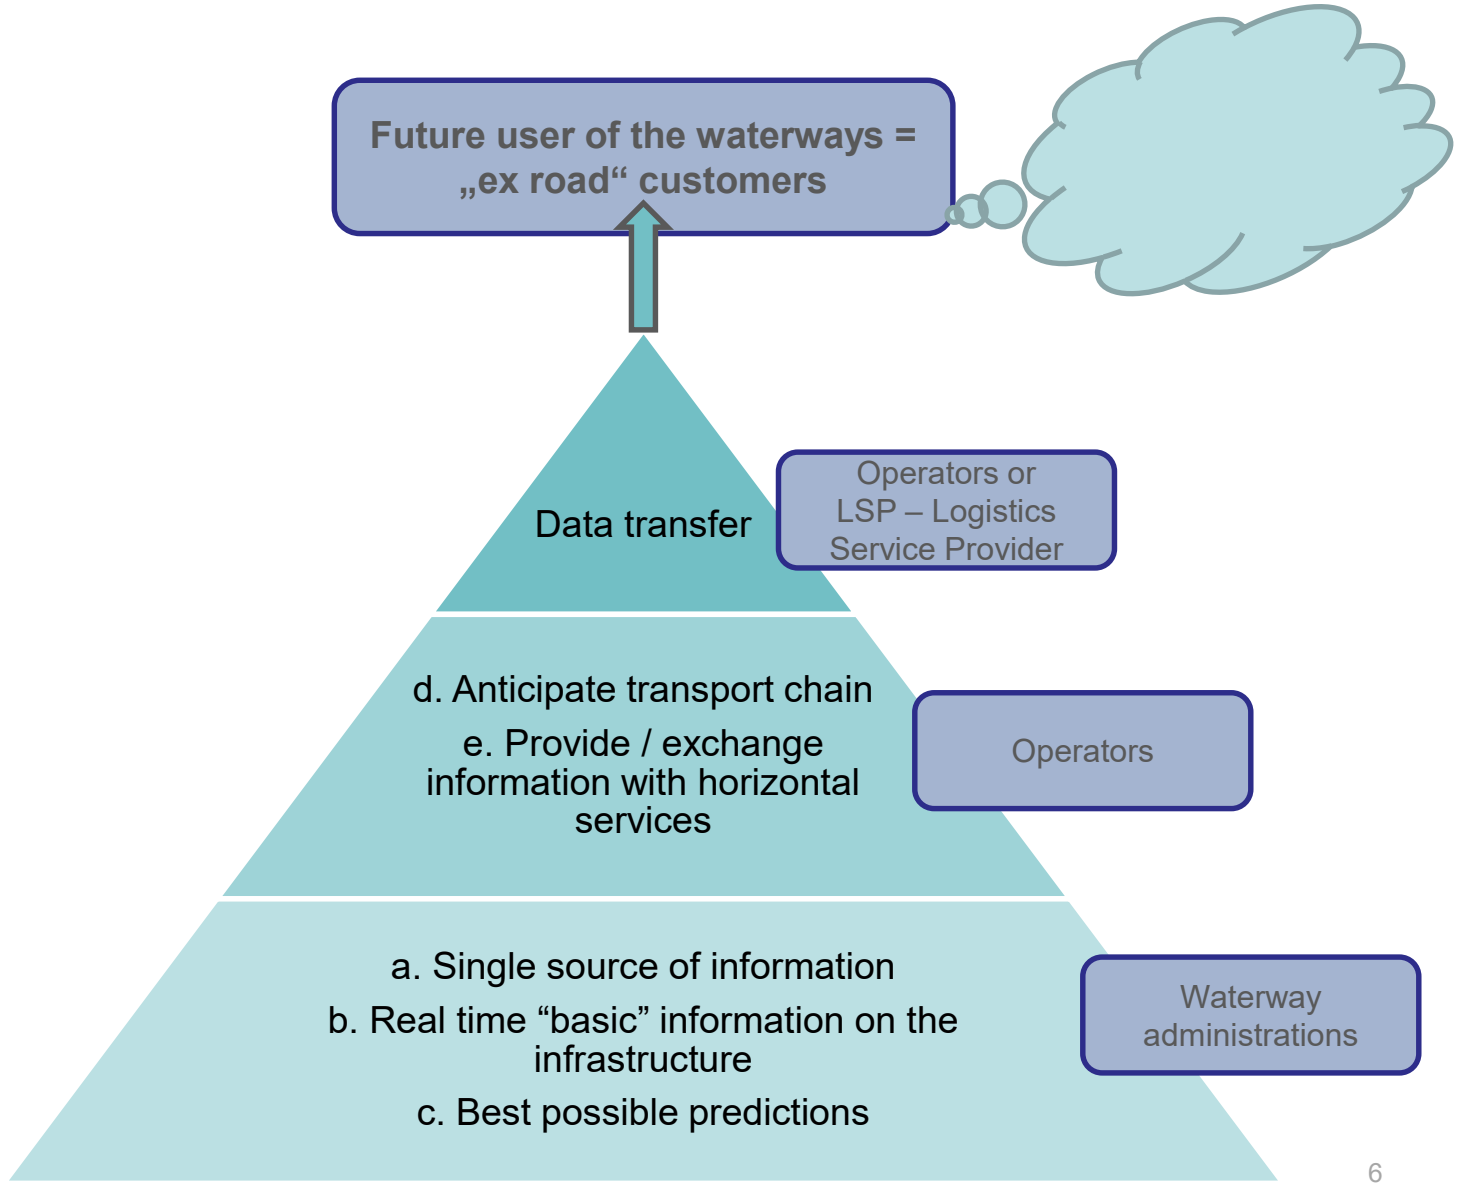 Future user of the waterways =
„ex road“ customers
Operators or
LSP – Logistics
Service Provider
Data transfer
d. Anticipate transport chain
e. Provide / exchange
information with horizontal
services
Operators
a. Single source of information
b. Real time “basic” information on the
infrastructure
c. Best possible predictions
Waterway
administrations
6